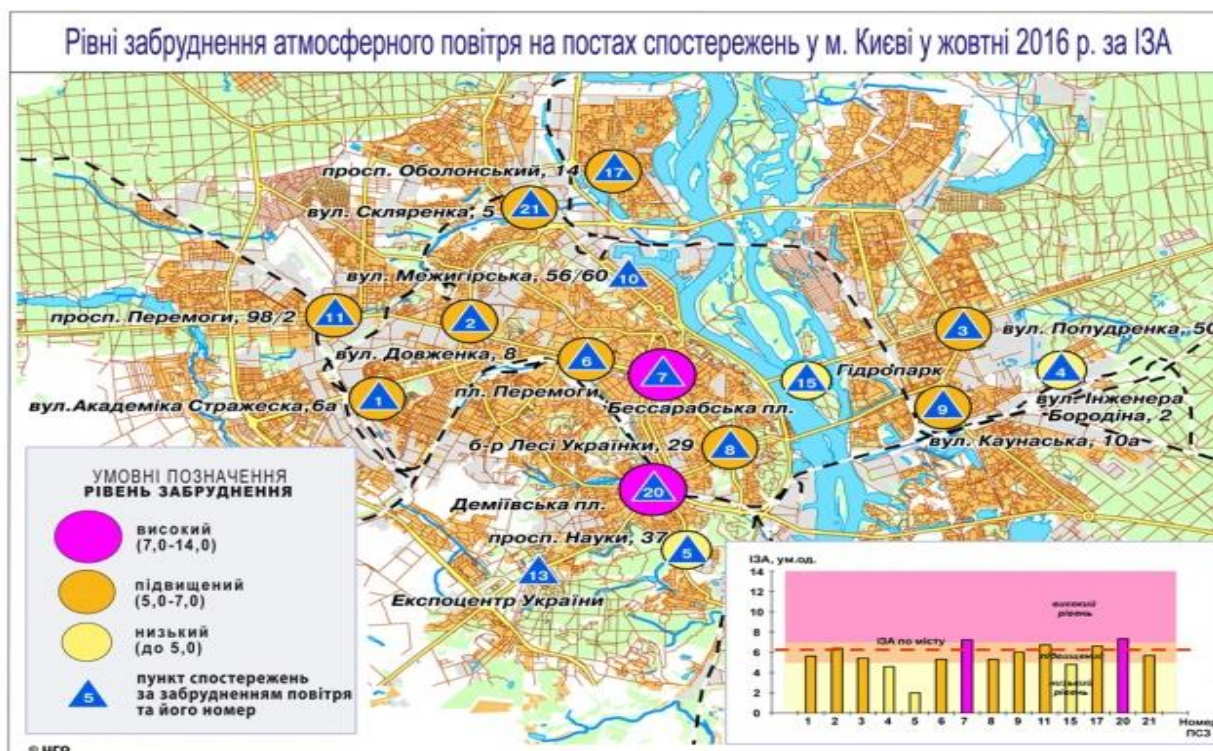 Рівні забруднення атмосферного повітря на постах спостережень у м. Києві у жовтні 2016 р. за ІЗА
просп. Оболонський, 14
17
вул. Скляренка, 5
21
вул. Межигірська, 56/60
10
просп. Перемоги, 98/2
11
2
3
вул. Попудренка, 50
вул. Довженка, 8
6
7
15
Гідропарк
4
пл. Перемоги
Бессарабська пл.
вул. Інженера
Бородіна, 2
вул.Академіка Стражеска,6а
1
9
вул. Каунаська, 10а
б-р Лесі Українки, 29
8
Деміївська пл.
20
просп. Науки, 37
5
13
Експоцентр України
УМОВНІ ПОЗНАЧЕННЯ
РІВЕНЬ ЗАБРУДНЕННЯ
високий
(7,0-14,0)
підвищений
(5,0-7,0)
низький
(до 5,0)
5
пункт спостережень
за забрудненням повітря
та його номер
ІЗА, ум.од.
14
12
10
8
6
4
2
0
високий
рівень
ІЗА по місту
підвищений
низький
рівень
1 2 3 4 5 6 7 8 9 11 15 17 20 21
Номер
ПСЗ